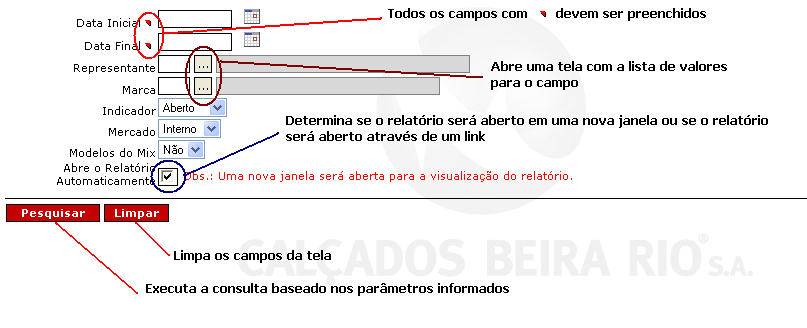 Data Inicial
Todos os campos com devem ser preenchidos
Data Final
Representante ...
Abre uma tela com a lista de valores
para o campo
Marca ...
Indicador Aberto
Determina se o relatório será aberto em uma nova janela ou se o relatório
será aberto através de um link
Mercado Interno
Modelos do Mix Não
Abre o Relatório
Automaticamente
Obs.: Uma nova janela será aberta para a visualização do relatório.
Pesquisar Limpar
Limpa os campos da tela
CALÇADOS BEIRA RIO® S.A.
Executa a consulta baseado nos parâmetros informados